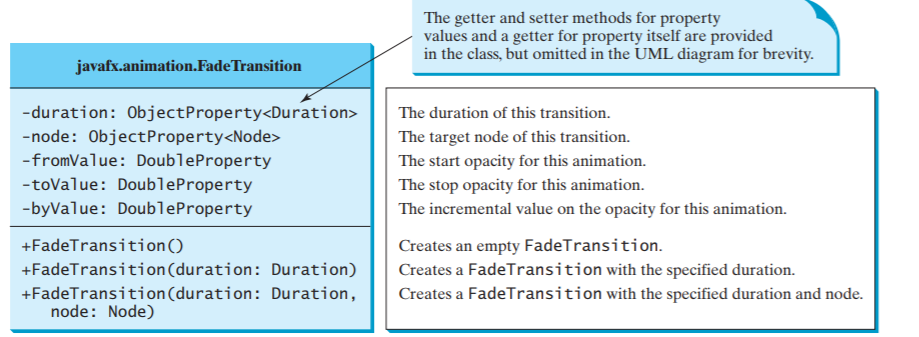 The getter and setter methods for property
values and a getter for property itself are provided
in the class, but omitted in the UML diagram for brevity.
javafx.animation.FadeTransition
-duration: ObjectProperty<Duration>
The duration of this transition.
-node: ObjectProperty<Node>
The target node of this transition.
-fromValue: DoubleProperty
The start opacity for this animation.
-toValue: DoubleProperty
The stop opacity for this animation.
-byValue: DoubleProperty
The incremental value on the opacity for this animation.
+FadeTransition()
Creates an empty FadeTransition.
+FadeTransition(duration: Duration)
Creates a FadeTransition with the specified duration.
+FadeTransition(duration: Duration,
node: Node)
Creates a FadeTransition with the specified duration and node.